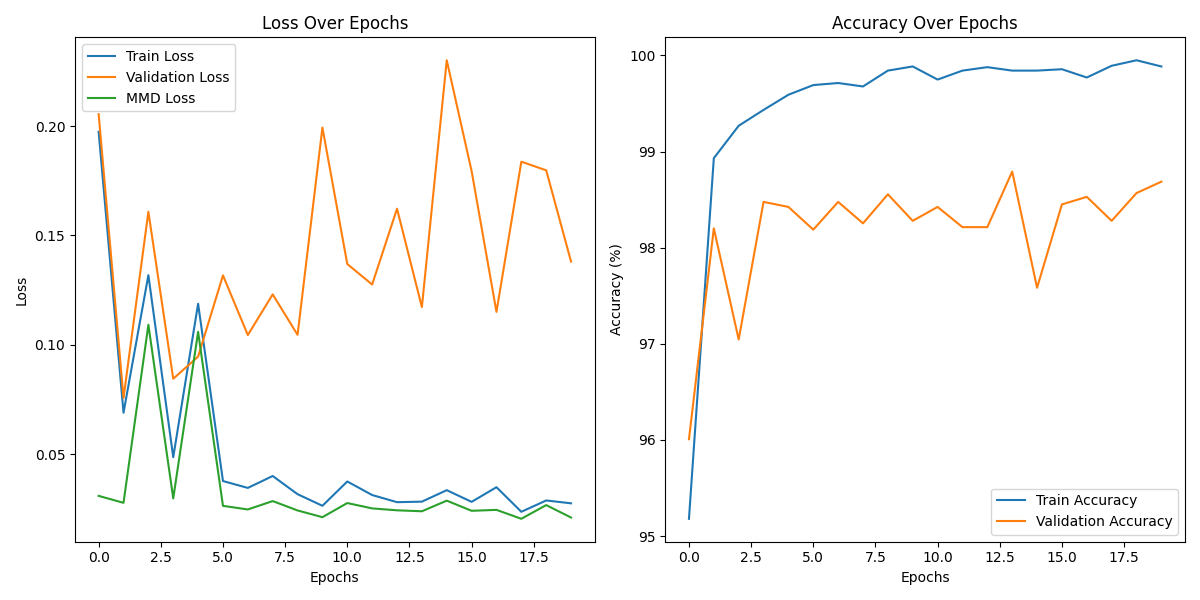 Loss Over Epochs
Train Loss
Validation Loss
MMD Loss
0.20
0.15
0.10
0.05
Loss
0.0 2.5 5.0 7.5 10.0 12.5 15.0 17.5
Epochs
Accuracy Over Epochs
100
99
98
97
96
95
Accuracy (%)
Train Accuracy
Validation Accuracy
0.0 2.5 5.0 7.5 10.0 12.5 15.0 17.5
Epochs